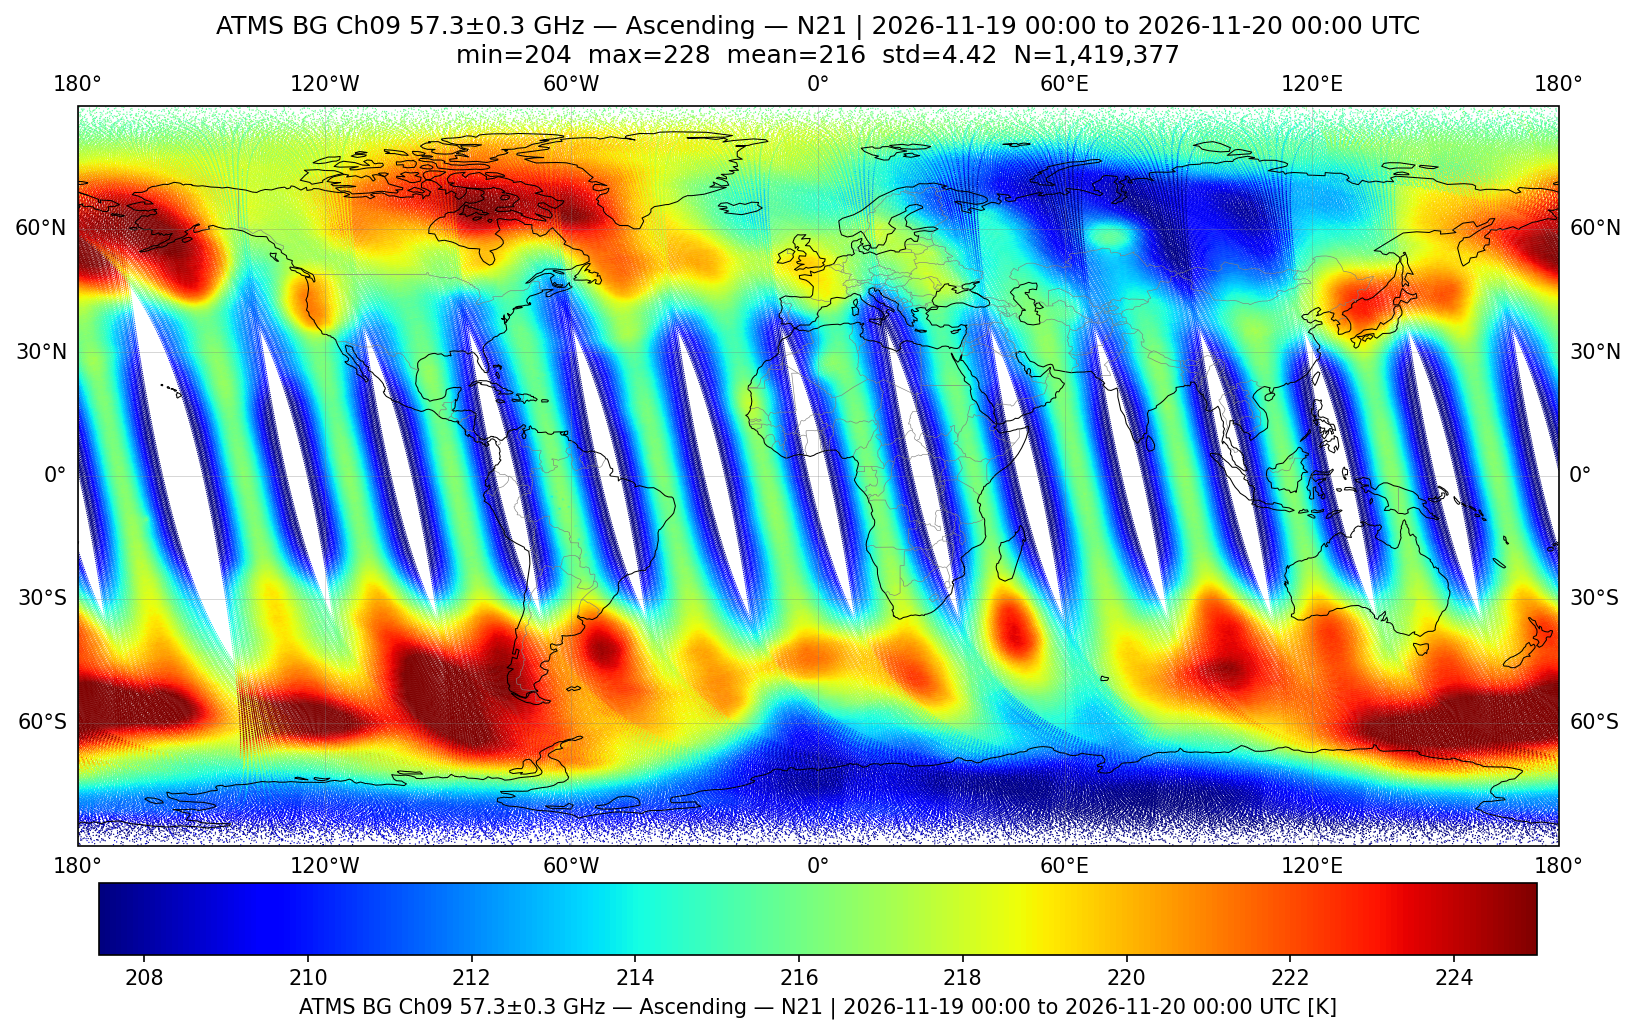 ATMS BG Ch09 57.3±0.3 GHz — Ascending — N21 | 2026-11-19 00:00 to 2026-11-20 00:00 UTC
min=204 max=228 mean=216 std=4.42 N=1,419,377
180° 120°W 60°W 0° 60°E 120°E 180°
60°N 60°N
30°N 30°N
0° 0°
30°S 30°S
60°S 60°S
180° 120°W 60°W 0° 60°E 120°E 180°
208 210 212 214 216 218 220 222 224
ATMS BG Ch09 57.3±0.3 GHz — Ascending — N21 | 2026-11-19 00:00 to 2026-11-20 00:00 UTC [K]